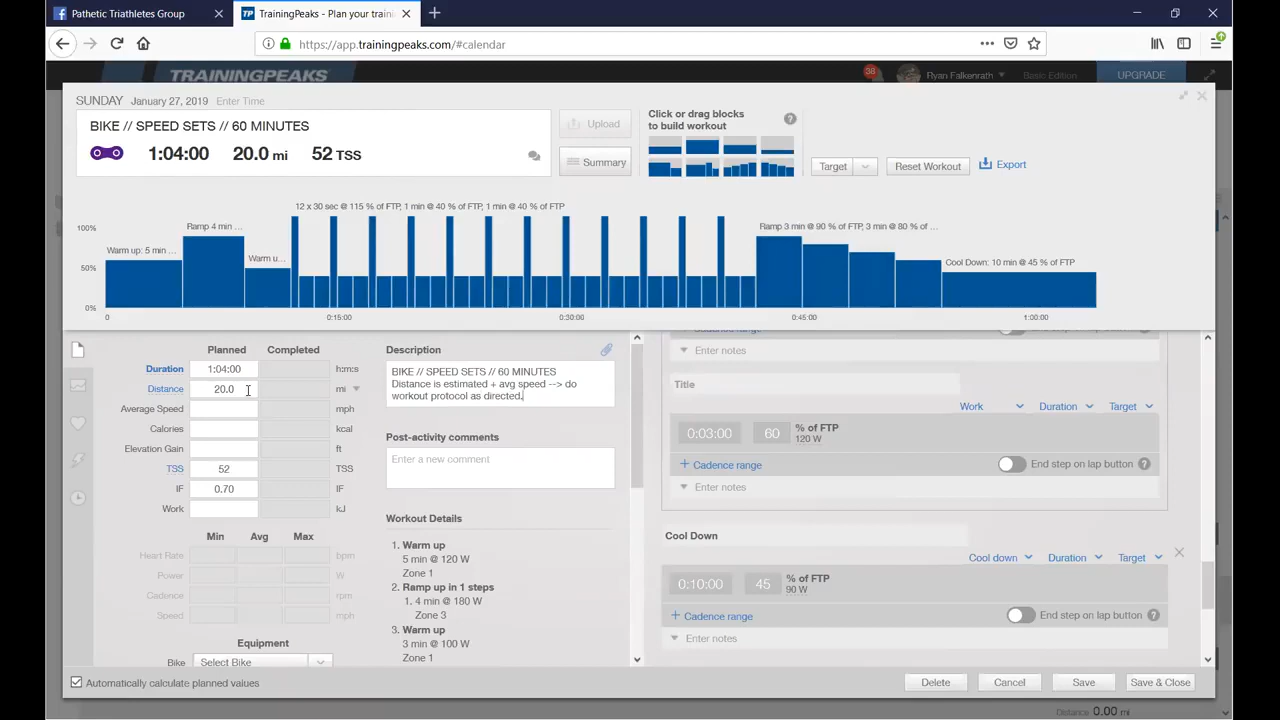 Pathetic Triathletes Group
TrainingPeaks - Plan your traini
https://app.trainingpeaks.com/#calendar
TRAININGPEAKS
38
Ryan Falkenrath
Basic Edition
UPGRADE
SUNDAY January 27, 2019 Enter Time
BIKE // SPEED SETS // 60 MINUTES
1:04:00 20.0 mi 52 TSS
Upload
Summary
Click or drag blocks
to build workout
Target
Reset Workout
Export
12 x 30 sec @ 115 % of FTP, 1 min @ 40 % of FTP, 1 min @ 40 % of FTP
100%
50%
0%
Warm up: 5 min ...
Ramp 4 min ...
Warm u...
Ramp 3 min @ 90 % of FTP, 3 min @ 80 % of ...
Cool Down: 10 min @ 45 % of FTP
0 0:15:00 0:30:00 0:45:00 1:00:00
Planned Completed
Duration 1:04:00 h:m:s
Distance 20.0 mi
Average Speed mph
Calories kcal
Elevation Gain ft
TSS 52 TSS
IF 0.70 IF
Work kJ
Min Avg Max
Heart Rate bpm
Power W
Cadence rpm
Speed mph
Equipment
Bike Select Bike
Description
BIKE // SPEED SETS // 60 MINUTES
Distance is estimated + avg speed --> do
workout protocol as directed.
Post-activity comments
Enter a new comment
Workout Details
1. Warm up
5 min @ 120 W
Zone 1
2. Ramp up in 1 steps
1. 4 min @ 180 W
Zone 3
3. Warm up
3 min @ 100 W
Zone 1
Enter notes
Title
Work Duration Target
0:03:00 60 % of FTP
120 W
+ Cadence range
End step on lap button
Enter notes
Cool Down
Cool down Duration Target
0:10:00 45 % of FTP
90 W
+ Cadence range
End step on lap button
Enter notes
Automatically calculate planned values
Delete
Cancel
Save
Save & Close
Distance 0.00 mi